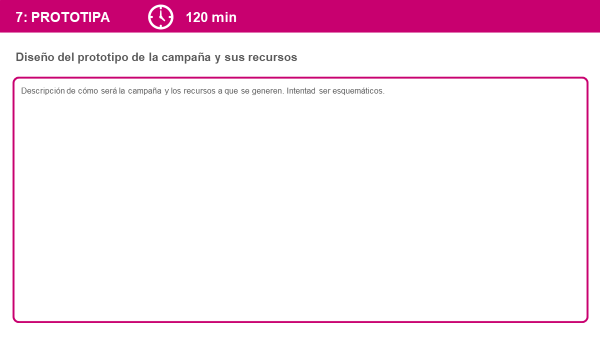 7: PROTOTIPA
120 min
Diseño del prototipo de la campaña y sus recursos
Descripción de cómo será la campaña y los recursos a que se generen. Intentad ser esquemáticos.